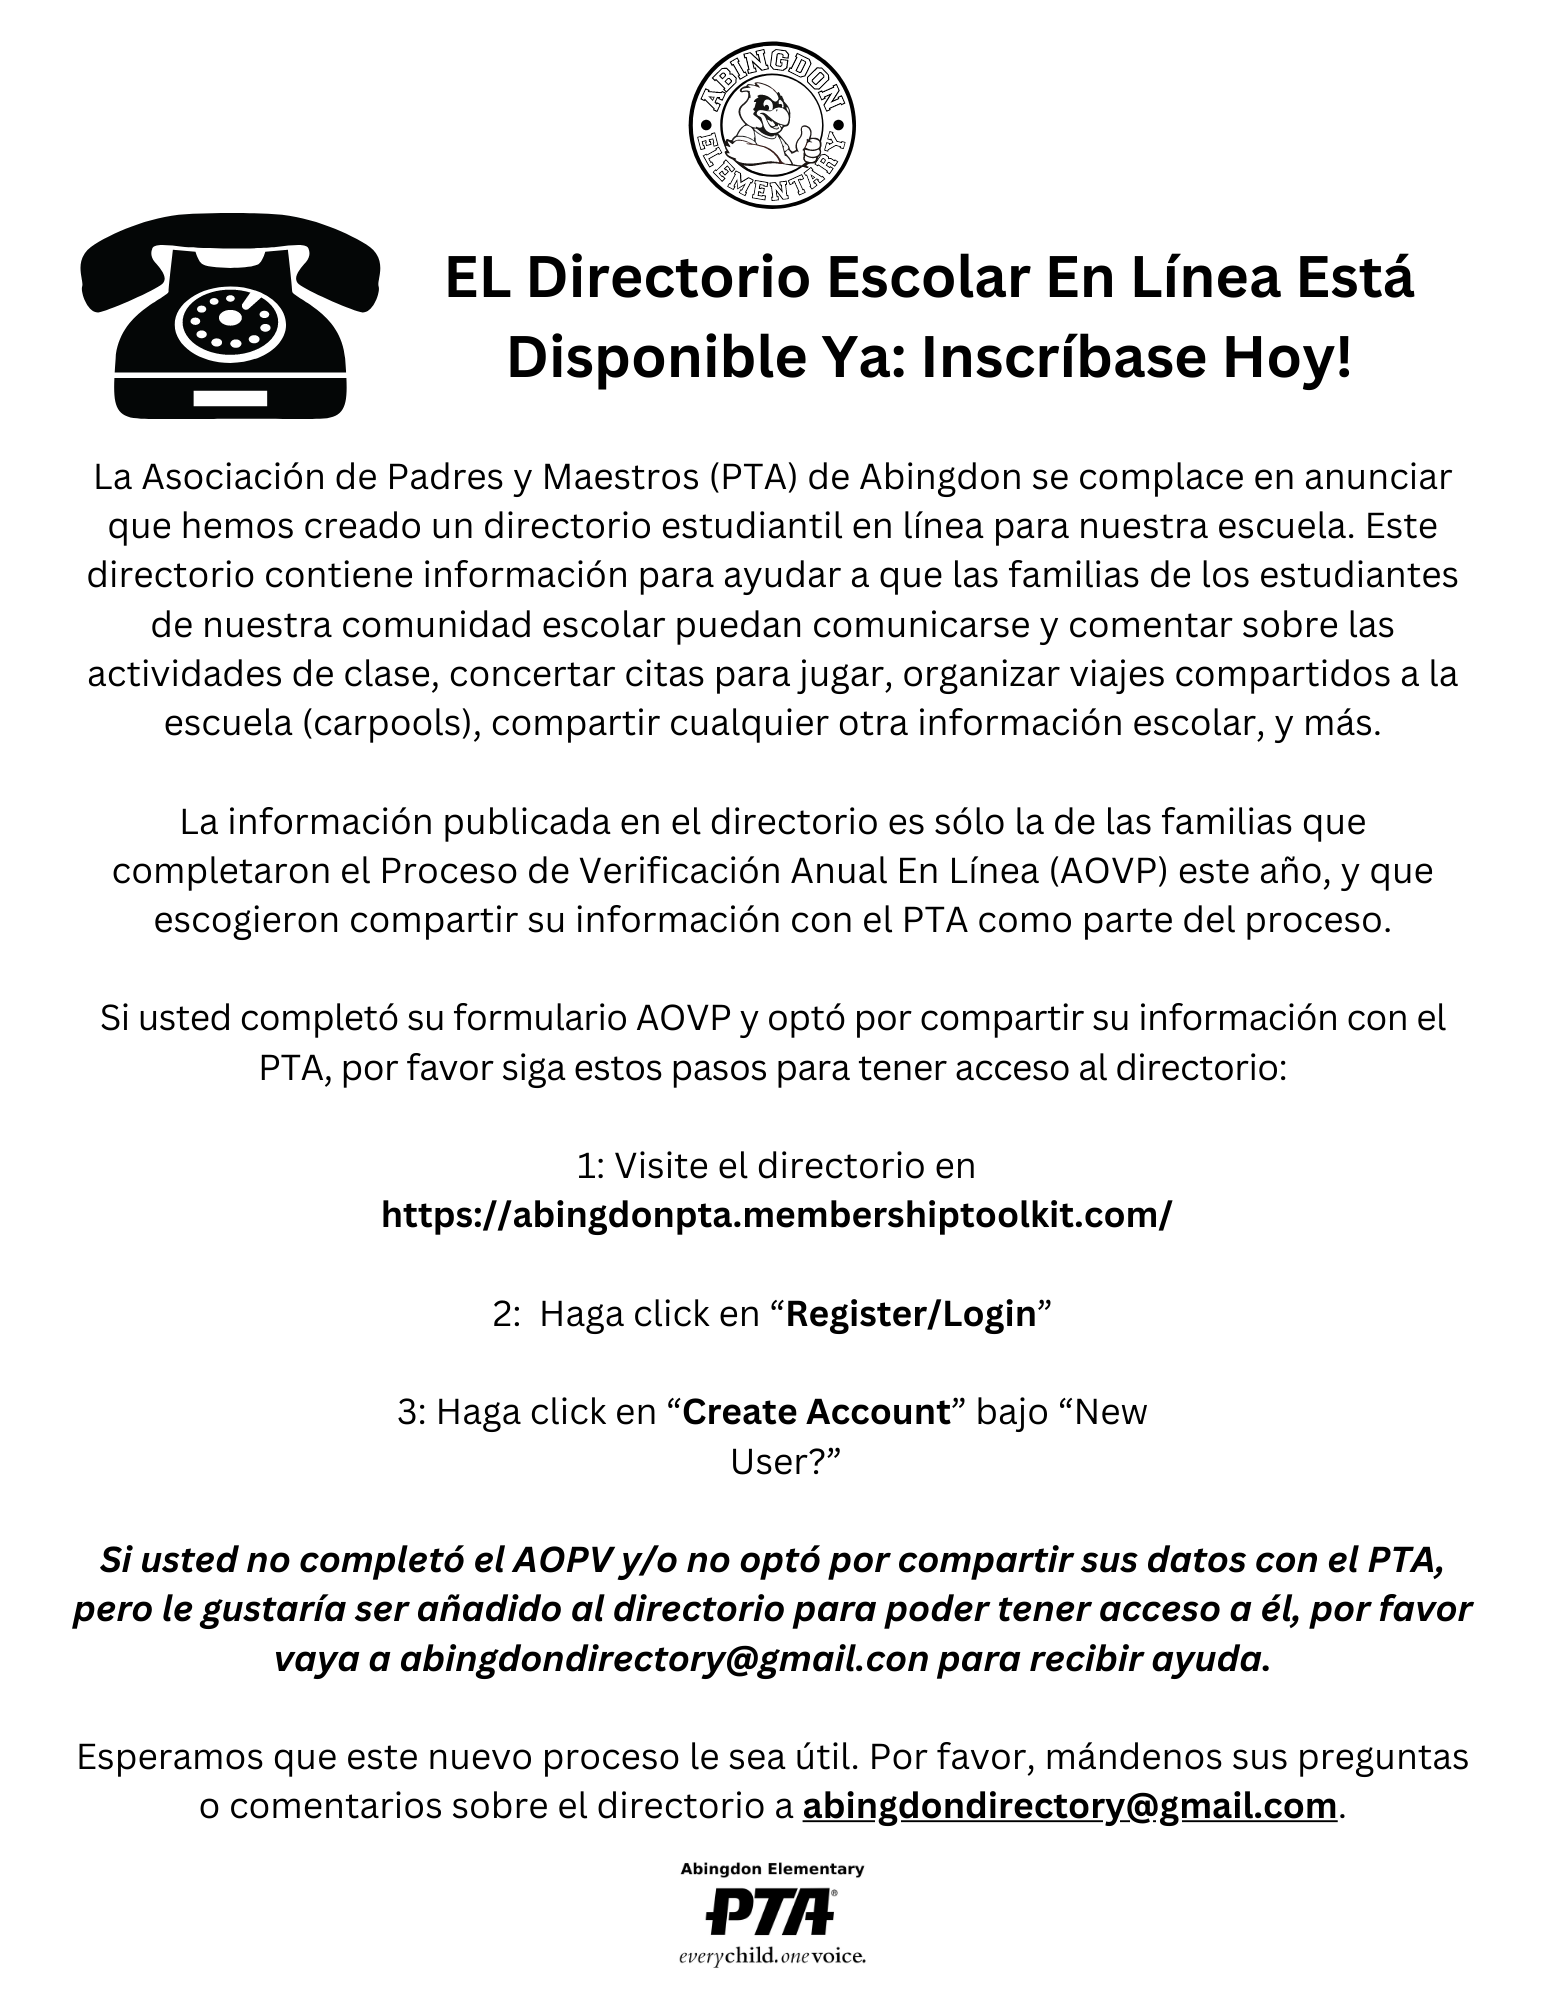 ABINGDON
ELEMENTARY
EL Directorio Escolar En Línea Está
Disponible Ya: Inscríbase Hoy!
La Asociación de Padres y Maestros (PTA) de Abingdon se complace en anunciar
que hemos creado un directorio estudiantil en línea para nuestra escuela. Este
directorio contiene información para ayudar a que las familias de los estudiantes
de nuestra comunidad escolar puedan comunicarse y comentar sobre las
actividades de clase, concertar citas para jugar, organizar viajes compartidos a la
escuela (carpools), compartir cualquier otra información escolar, y más.
La información publicada en el directorio es sólo la de las familias que
completaron el Proceso de Verificación Anual En Línea (AOVP) este año, y que
escogieron compartir su información con el PTA como parte del proceso.
Si usted completó su formulario AOVP y optó por compartir su información con el
PTA, por favor siga estos pasos para tener acceso al directorio:
1: Visite el directorio en
https://abingdonpta.membershiptoolkit.com/
2: Haga click en “Register/Login”
3: Haga click en “Create Account” bajo “New
User?”
Si usted no completó el AOPV y/o no optó por compartir sus datos con el PTA,
pero le gustaría ser añadido al directorio para poder tener acceso a él, por favor
vaya a abingdondirectory@gmail.con para recibir ayuda.
Esperamos que este nuevo proceso le sea útil. Por favor, mándenos sus preguntas
o comentarios sobre el directorio a abingdondirectory@gmail.com.
Abingdon Elementary
PTA®
everychild.onevoice.